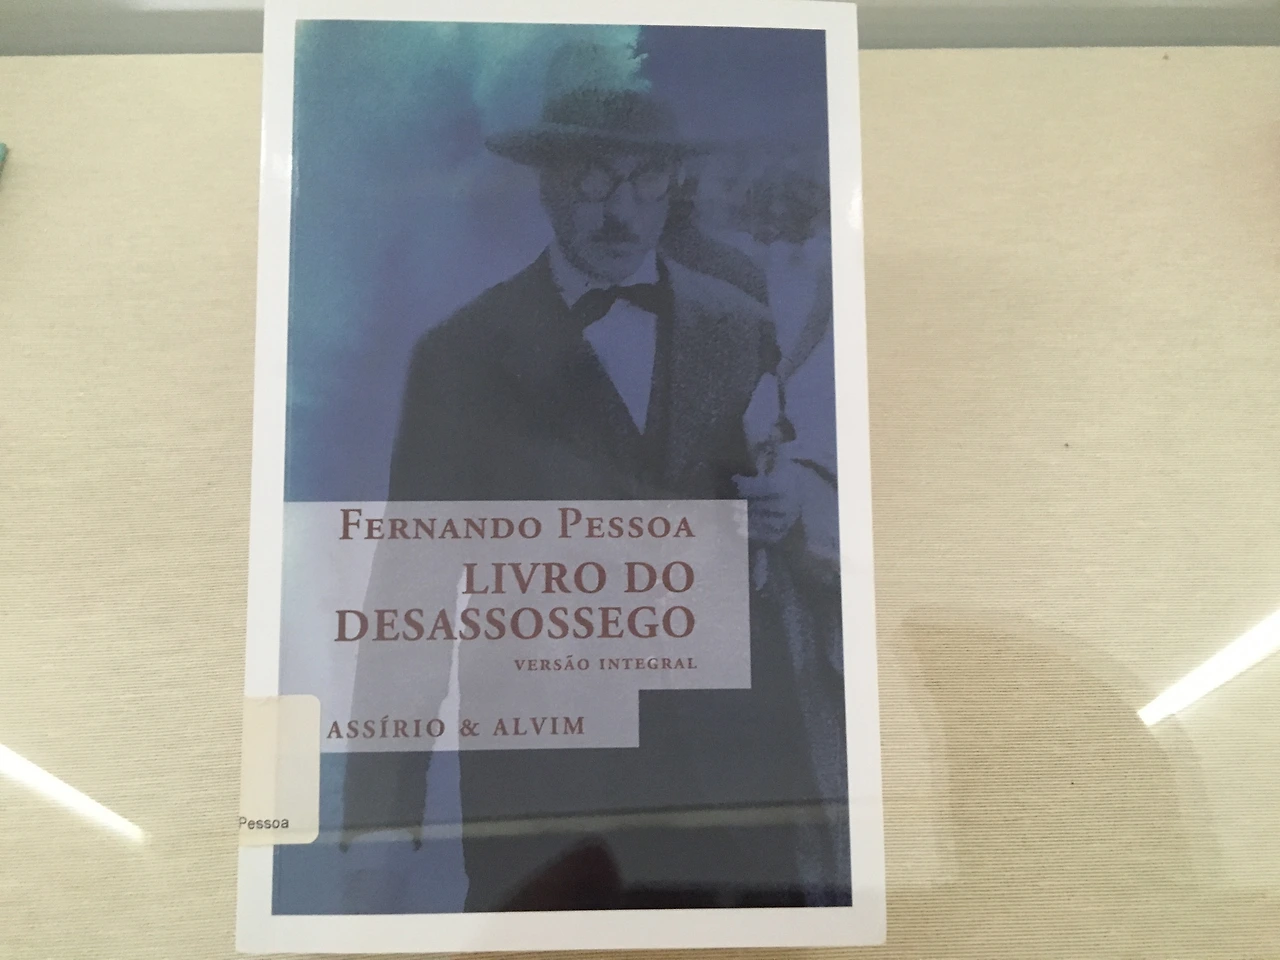 FERNANDO PESSOA
LIVRO DO
DESASSOSSEGO
VERSÃO INTEGRAL
ASSÍRIO & ALVIM
Pessoa